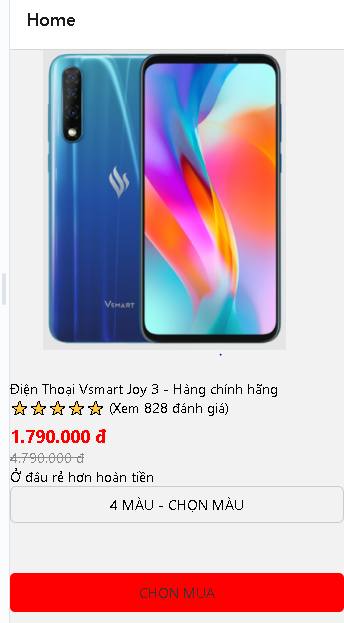 Home
VSMART
Điện Thoại Vsmart Joy 3 - Hàng chính hãng
(Xem 828 đánh giá)
1.790.000 đ
4.790.000 đ
Ở đâu rẻ hơn hoàn tiền
4 MÀU - CHỌN MÀU
CHỌN MUA